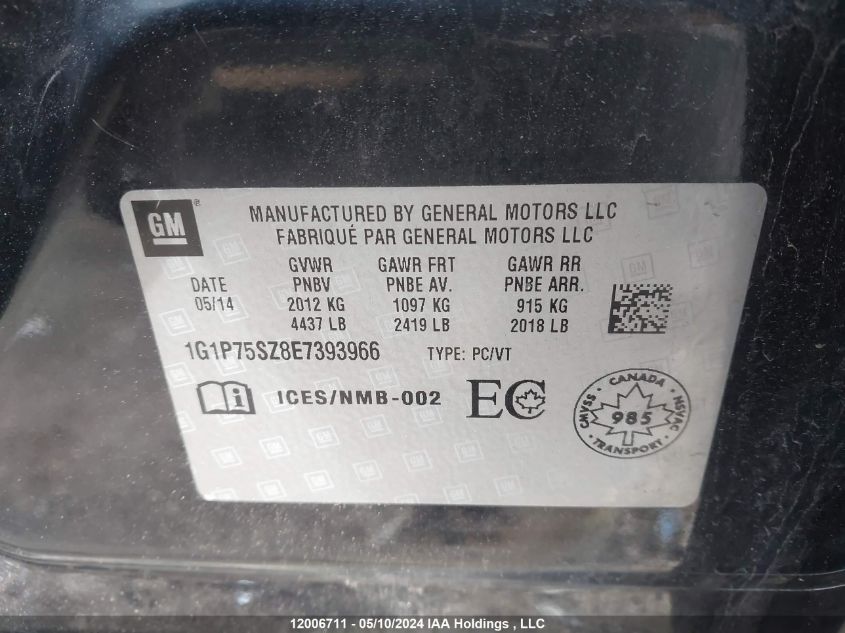 GM ®
MANUFACTURED BY GENERAL MOTORS LLC
FABRIQUÉ PAR GENERAL MOTORS LLC
GVWR GAWR FRT GAWR RR
DATE PNBV PNBE AV. PNBE ARR.
05/14 2012 KG 1097 KG 915 KG
4437 LB 2419 LB 2018 LB
1G1P75SZ8E7393966 TYPE: PC/VT
i ICES/NMB-002 EC
CANADA
CMVSS 985 NSVAC
TRANSPORT
12006711 - 05/10/2024 IAA Holdings , LLC